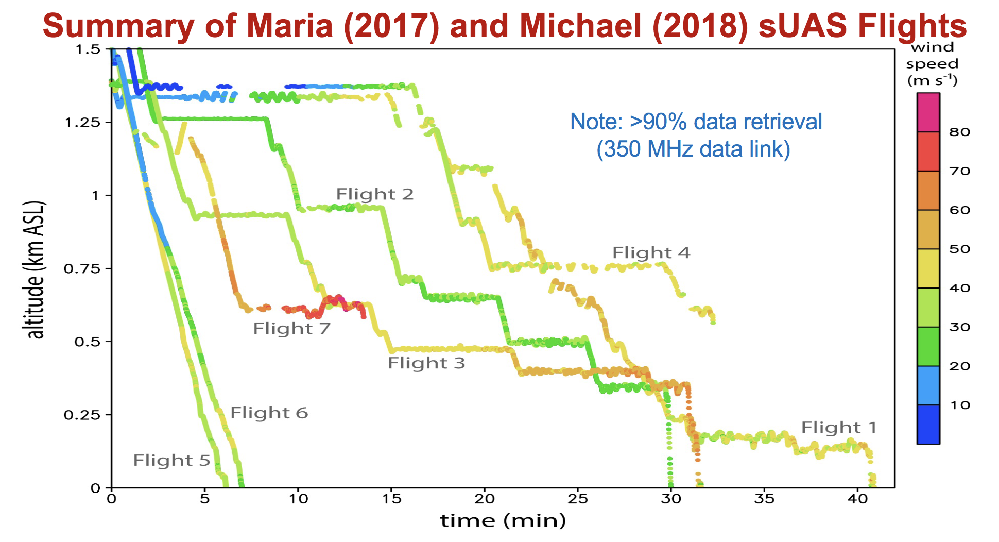 Summary of Maria (2017) and Michael (2018) sUAS Flights
wind
speed
(m s⁻¹)
1.5
1.25
1
0.75
0.5
0.25
0
altitude (km ASL)
Note: >90% data retrieval
(350 MHz data link)
Flight 2
Flight 4
Flight 7
Flight 3
Flight 6
Flight 1
Flight 5
80
70
60
50
40
30
20
10
0 5 10 15 20 25 30 35 40
time (min)